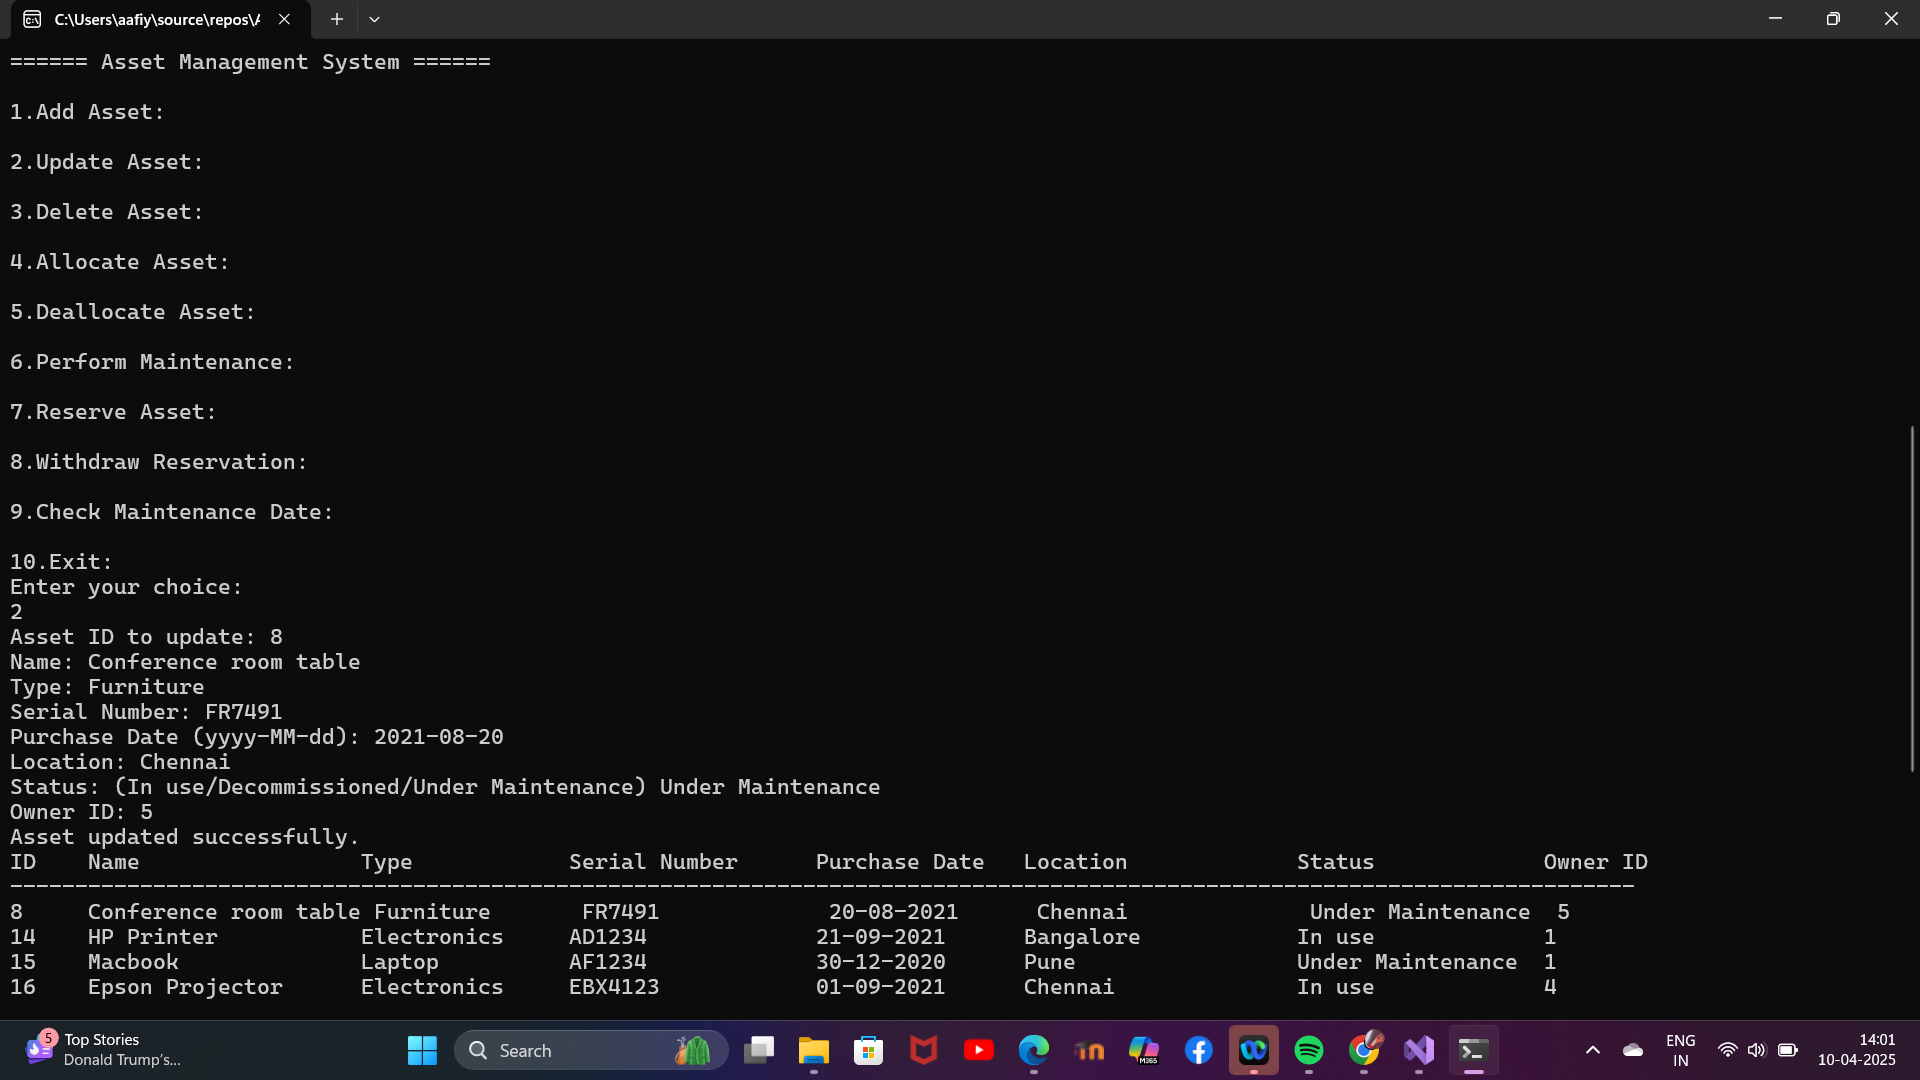 C:\Users\aafiy\source\repos\A
====== Asset Management System ======
1.Add Asset:
2.Update Asset:
3.Delete Asset:
4.Allocate Asset:
5.Deallocate Asset:
6.Perform Maintenance:
7.Reserve Asset:
8.Withdraw Reservation:
9.Check Maintenance Date:
10.Exit:
Enter your choice:
2
Asset ID to update: 8
Name: Conference room table
Type: Furniture
Serial Number: FR7491
Purchase Date (yyyy-MM-dd): 2021-08-20
Location: Chennai
Status: (In use/Decommissioned/Under Maintenance) Under Maintenance
Owner ID: 5
Asset updated successfully.
ID    Name                 Type            Serial Number      Purchase Date   Location             Status             Owner ID
-----------------------------------------------------------------------------------------------------------------------------
8     Conference room table Furniture       FR7491             20-08-2021      Chennai              Under Maintenance  5
14    HP Printer           Electronics     AD1234             21-09-2021      Bangalore            In use             1
15    Macbook              Laptop          AF1234             30-12-2020      Pune                 Under Maintenance  1
16    Epson Projector      Electronics     EBX4123            01-09-2021      Chennai              In use             4
5 Top Stories
Donald Trump's...
Search
M365
ENG
IN
14:01
10-04-2025